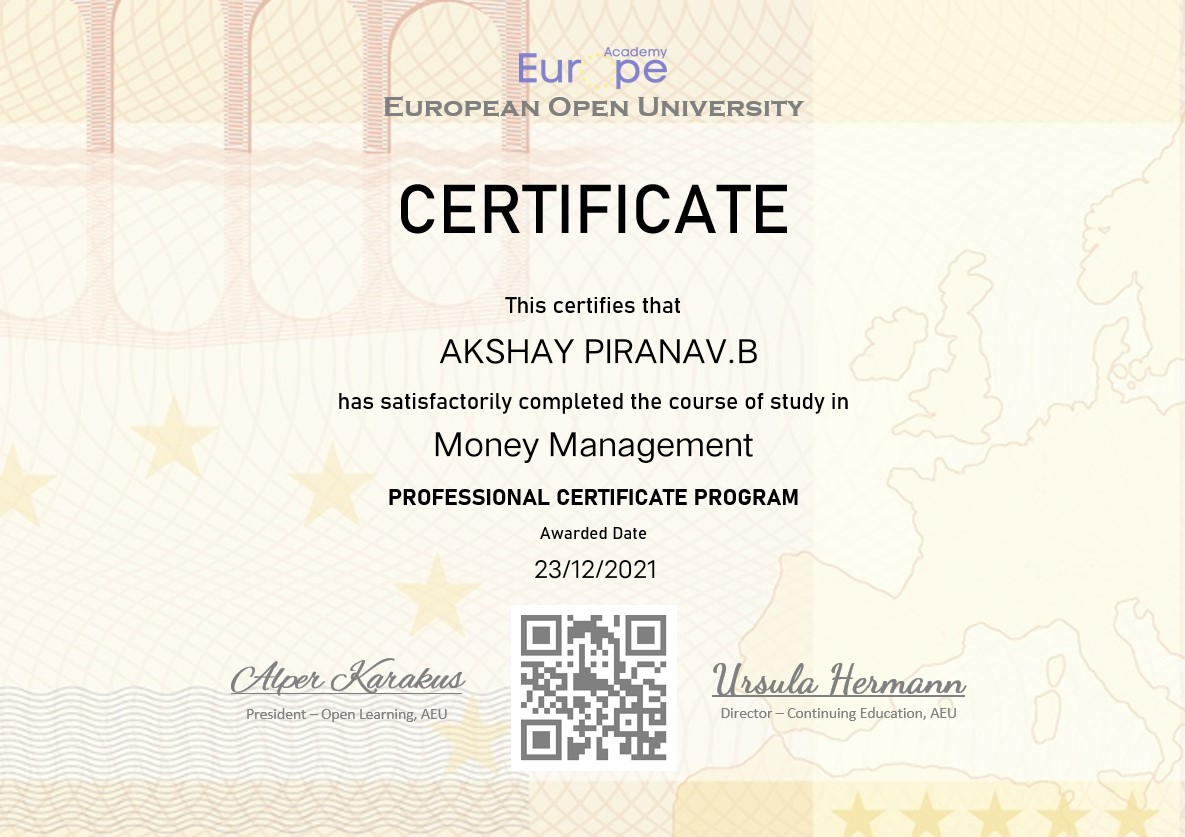 Academy
Europe
EUROPEAN OPEN UNIVERSITY
CERTIFICATE
This certifies that
AKSHAY PIRANAV.B
has satisfactorily completed the course of study in
Money Management
PROFESSIONAL CERTIFICATE PROGRAM
Awarded Date
23/12/2021
Alper Karakus
President – Open Learning, AEU
Ursula Hermann
Director – Continuing Education, AEU